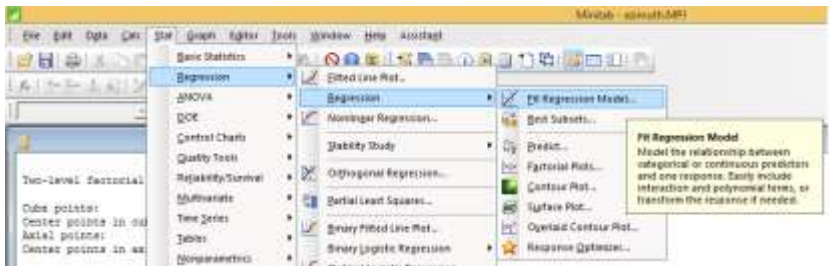 Minitab - azimuth.MPJ
File Edit Data Calc Stat Graph Editor Tools Window Help Assistant
Basic Statistics
Regression
ANOVA
DOE
Control Charts
Quality Tools
Reliability/Survival
Multivariate
Time Series
Tables
Nonparametrics
Fitted Line Plot...
Regression
Nonlinear Regression...
Stability Study
Orthogonal Regression...
Partial Least Squares...
Binary Fitted Line Plot...
Binary Logistic Regression
Fit Regression Model...
Best Subsets...
Predict...
Factorial Plots...
Contour Plot...
Surface Plot...
Overlaid Contour Plot...
Response Optimizer...
Fit Regression Model
Model the relationship between
categorical or continuous predictors
and one response. Easily include
interaction and polynomial terms, or
transform the response if needed.
Two-level factorial
Cube points:
Center points in cu
Axial points:
Center points in ax